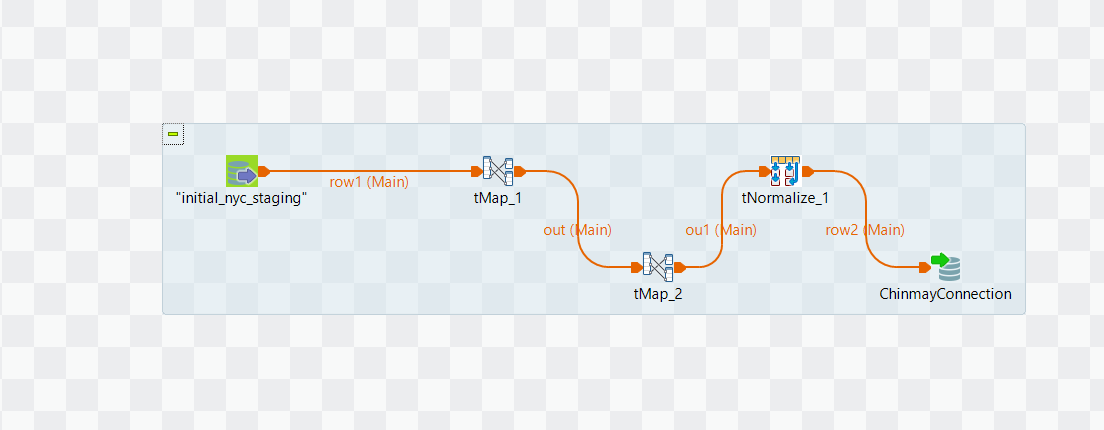 "initial_nyc_staging"
row1 (Main)
tMap_1
out (Main)
tMap_2
ou1 (Main)
tNormalize_1
row2 (Main)
ChinmayConnection